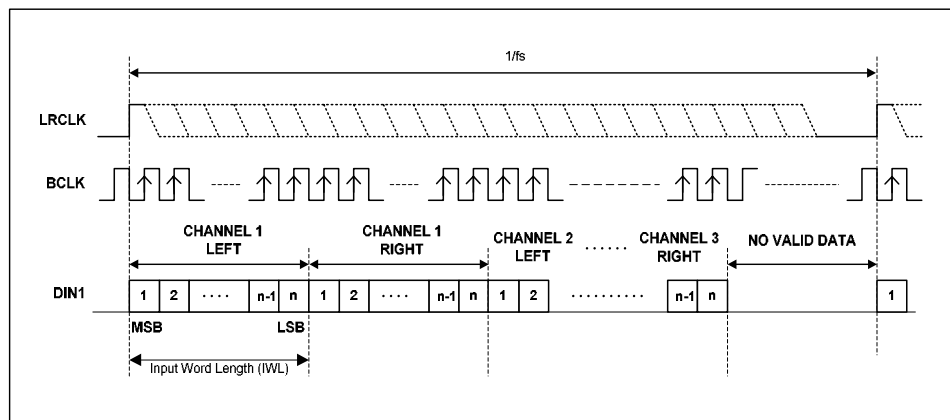 1/fs
LRCLK
BCLK
CHANNEL 1
LEFT
CHANNEL 1
RIGHT
CHANNEL 2
LEFT
CHANNEL 3
RIGHT
NO VALID DATA
DIN1
1 2 n-1 n 1 2 n-1 n 1 2 n-1 n 1
MSB
LSB
Input Word Length (IWL)